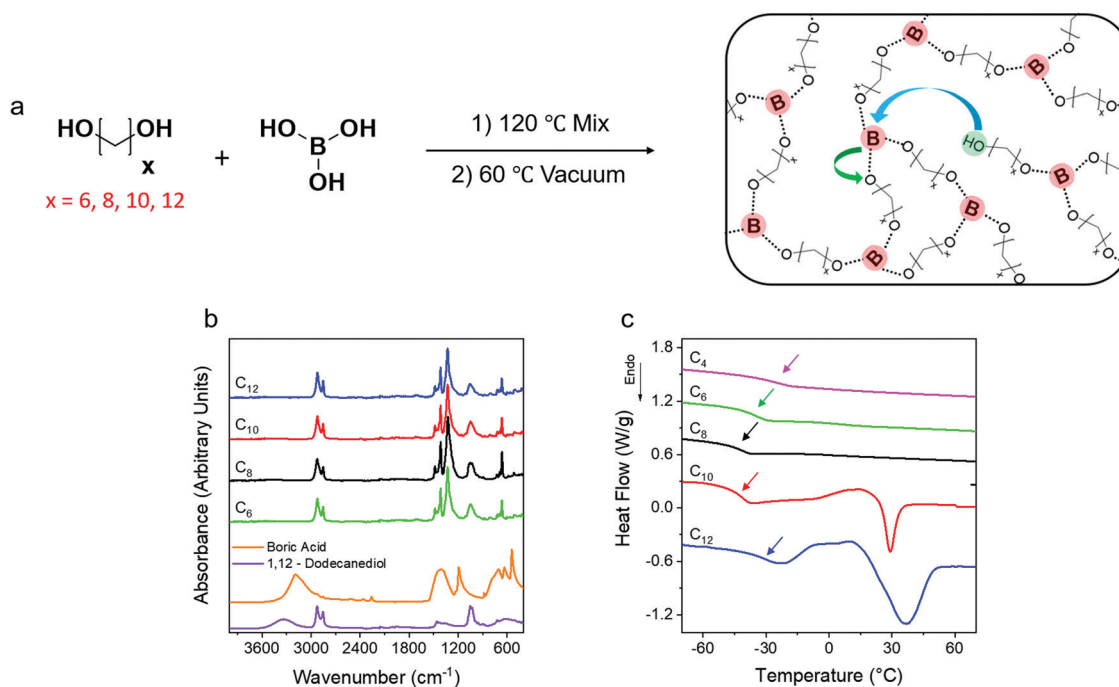 a
HO
OH
x
x = 6, 8, 10, 12
+
HO
OH
B
OH
1) 120 °C Mix
2) 60 °C Vacuum
B
B
B
B
B
B
B
B
HO
O
O
O
x
x
x
b
Absorbance (Arbitrary Units)
C12
C10
C8
C6
Boric Acid
1,12 - Dodecanediol
3600 3000 2400 1800 1200 600
Wavenumber (cm-1)
c
Heat Flow (W/g)
Endo
1.8
1.2
0.6
0.0
-0.6
-1.2
C4
C6
C8
C10
C12
-60 -30 0 30 60
Temperature (°C)